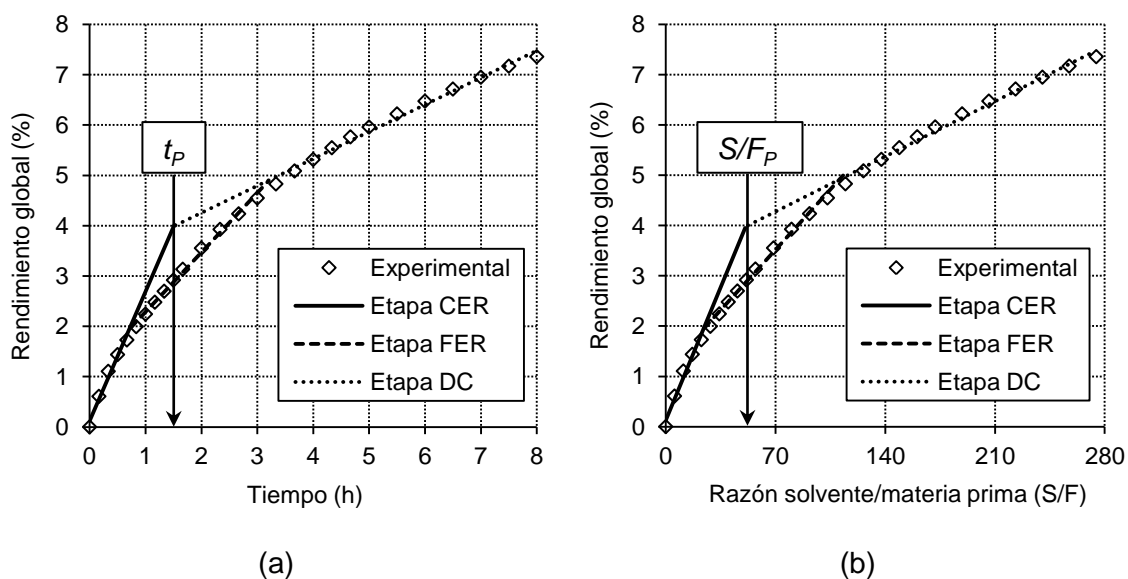 8
7
6
5
4
3
2
1
0
Rendimiento global (%)
t_P
Experimental
Etapa CER
Etapa FER
Etapa DC
0 1 2 3 4 5 6 7 8
Tiempo (h)
(a)
8
7
6
5
4
3
2
1
0
Rendimiento global (%)
S/F_P
Experimental
Etapa CER
Etapa FER
Etapa DC
0 70 140 210 280
Razón solvente/materia prima (S/F)
(b)